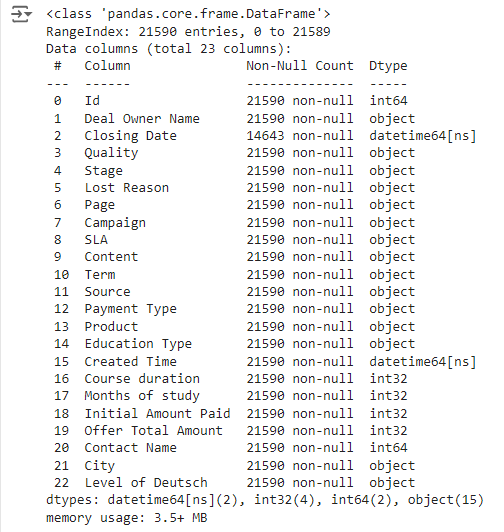 <class 'pandas.core.frame.DataFrame'>
RangeIndex: 21590 entries, 0 to 21589
Data columns (total 23 columns):
 #   Column               Non-Null Count  Dtype
---  ------               --------------  -----
 0   Id                   21590 non-null  int64
 1   Deal Owner Name      21590 non-null  object
 2   Closing Date         14643 non-null  datetime64[ns]
 3   Quality              21590 non-null  object
 4   Stage                21590 non-null  object
 5   Lost Reason          21590 non-null  object
 6   Page                 21590 non-null  object
 7   Campaign             21590 non-null  object
 8   SLA                  21590 non-null  object
 9   Content              21590 non-null  object
 10  Term                 21590 non-null  object
 11  Source               21590 non-null  object
 12  Payment Type         21590 non-null  object
 13  Product              21590 non-null  object
 14  Education Type       21590 non-null  object
 15  Created Time         21590 non-null  datetime64[ns]
 16  Course duration      21590 non-null  int32
 17  Months of study      21590 non-null  int32
 18  Initial Amount Paid  21590 non-null  int32
 19  Offer Total Amount   21590 non-null  int32
 20  Contact Name         21590 non-null  int64
 21  City                 21590 non-null  object
 22  Level of Deutsch     21590 non-null  object
dtypes: datetime64[ns](2), int32(4), int64(2), object(15)
memory usage: 3.5+ MB